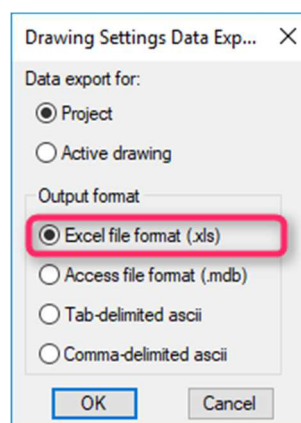 Drawing Settings Data Exp...
Data export for:
Project
Active drawing
Output format
Excel file format (.xls)
Access file format (.mdb)
Tab-delimited ascii
Comma-delimited ascii
OK Cancel